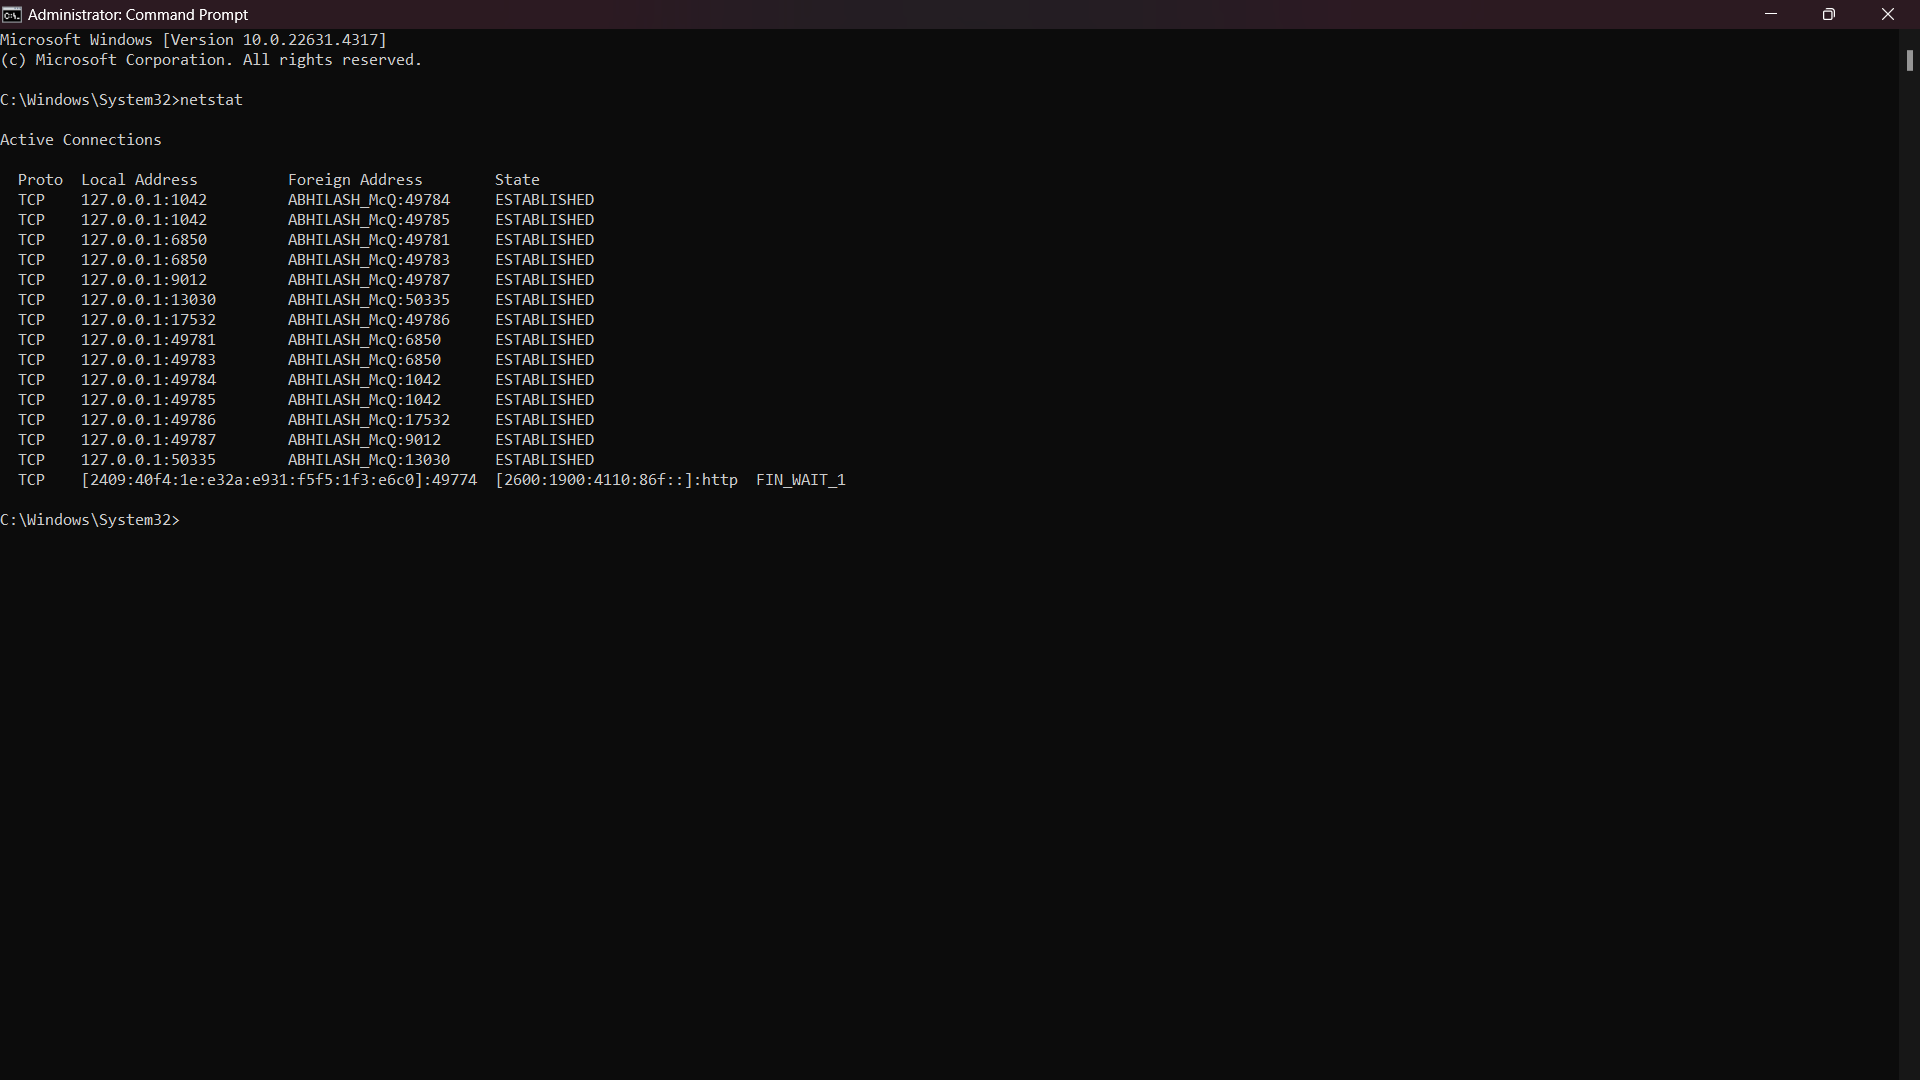 Administrator: Command Prompt
Microsoft Windows [Version 10.0.22631.4317]
(c) Microsoft Corporation. All rights reserved.
C:\Windows\System32>netstat
Active Connections
Proto  Local Address          Foreign Address        State
TCP    127.0.0.1:1042         ABHILASH_McQ:49784     ESTABLISHED
TCP    127.0.0.1:1042         ABHILASH_McQ:49785     ESTABLISHED
TCP    127.0.0.1:6850         ABHILASH_McQ:49781     ESTABLISHED
TCP    127.0.0.1:6850         ABHILASH_McQ:49783     ESTABLISHED
TCP    127.0.0.1:9012         ABHILASH_McQ:49787     ESTABLISHED
TCP    127.0.0.1:13030        ABHILASH_McQ:50335     ESTABLISHED
TCP    127.0.0.1:17532        ABHILASH_McQ:49786     ESTABLISHED
TCP    127.0.0.1:49781        ABHILASH_McQ:6850      ESTABLISHED
TCP    127.0.0.1:49783        ABHILASH_McQ:6850      ESTABLISHED
TCP    127.0.0.1:49784        ABHILASH_McQ:1042      ESTABLISHED
TCP    127.0.0.1:49785        ABHILASH_McQ:1042      ESTABLISHED
TCP    127.0.0.1:49786        ABHILASH_McQ:17532     ESTABLISHED
TCP    127.0.0.1:49787        ABHILASH_McQ:9012      ESTABLISHED
TCP    127.0.0.1:50335        ABHILASH_McQ:13030     ESTABLISHED
TCP    [2409:40f4:1e:e32a:e931:f5f5:1f3:e6c0]:49774  [2600:1900:4110:86f::]:http  FIN_WAIT_1
C:\Windows\System32>